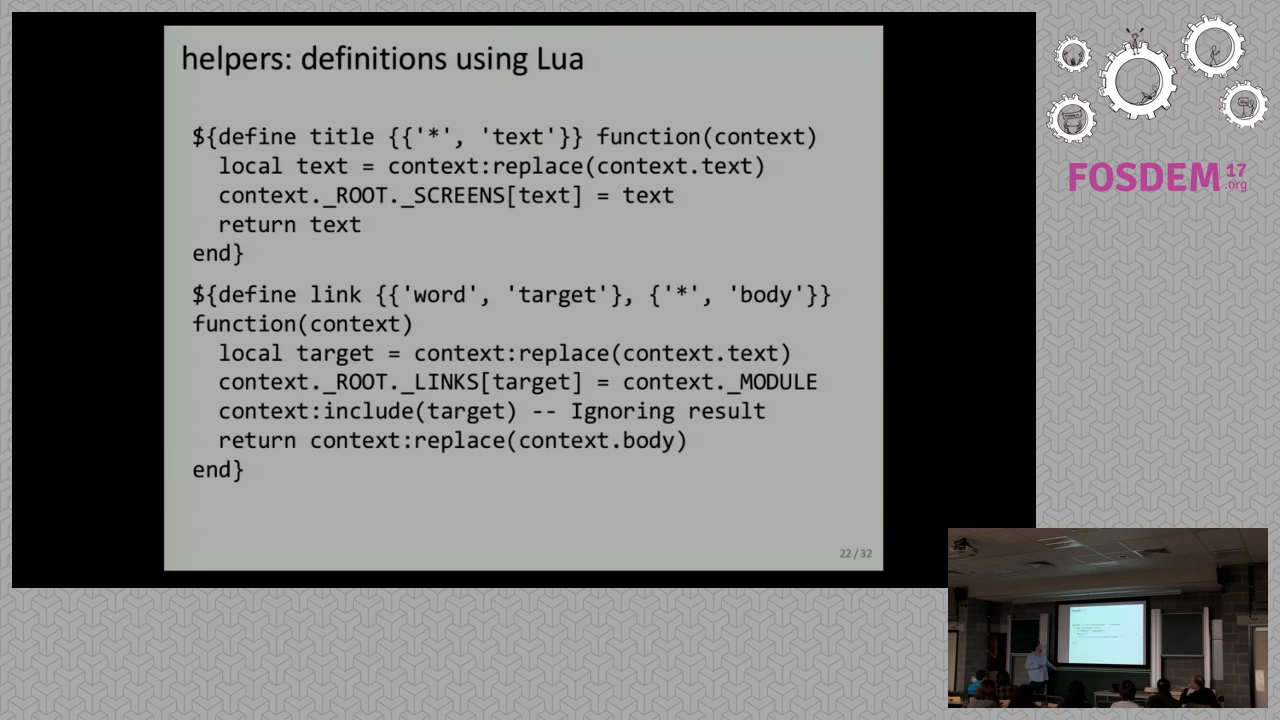 helpers: definitions using Lua
${define title {{'*', 'text'}} function(context)
  local text = context:replace(context.text)
  context._ROOT._SCREENS[text] = text
  return text
end}
${define link {{'word', 'target'}, {'*', 'body'}}
function(context)
  local target = context:replace(context.text)
  context._ROOT._LINKS[target] = context._MODULE
  context:include(target) -- Ignoring result
  return context:replace(context.body)
end}
22 / 32
FOSDEM 17
.org